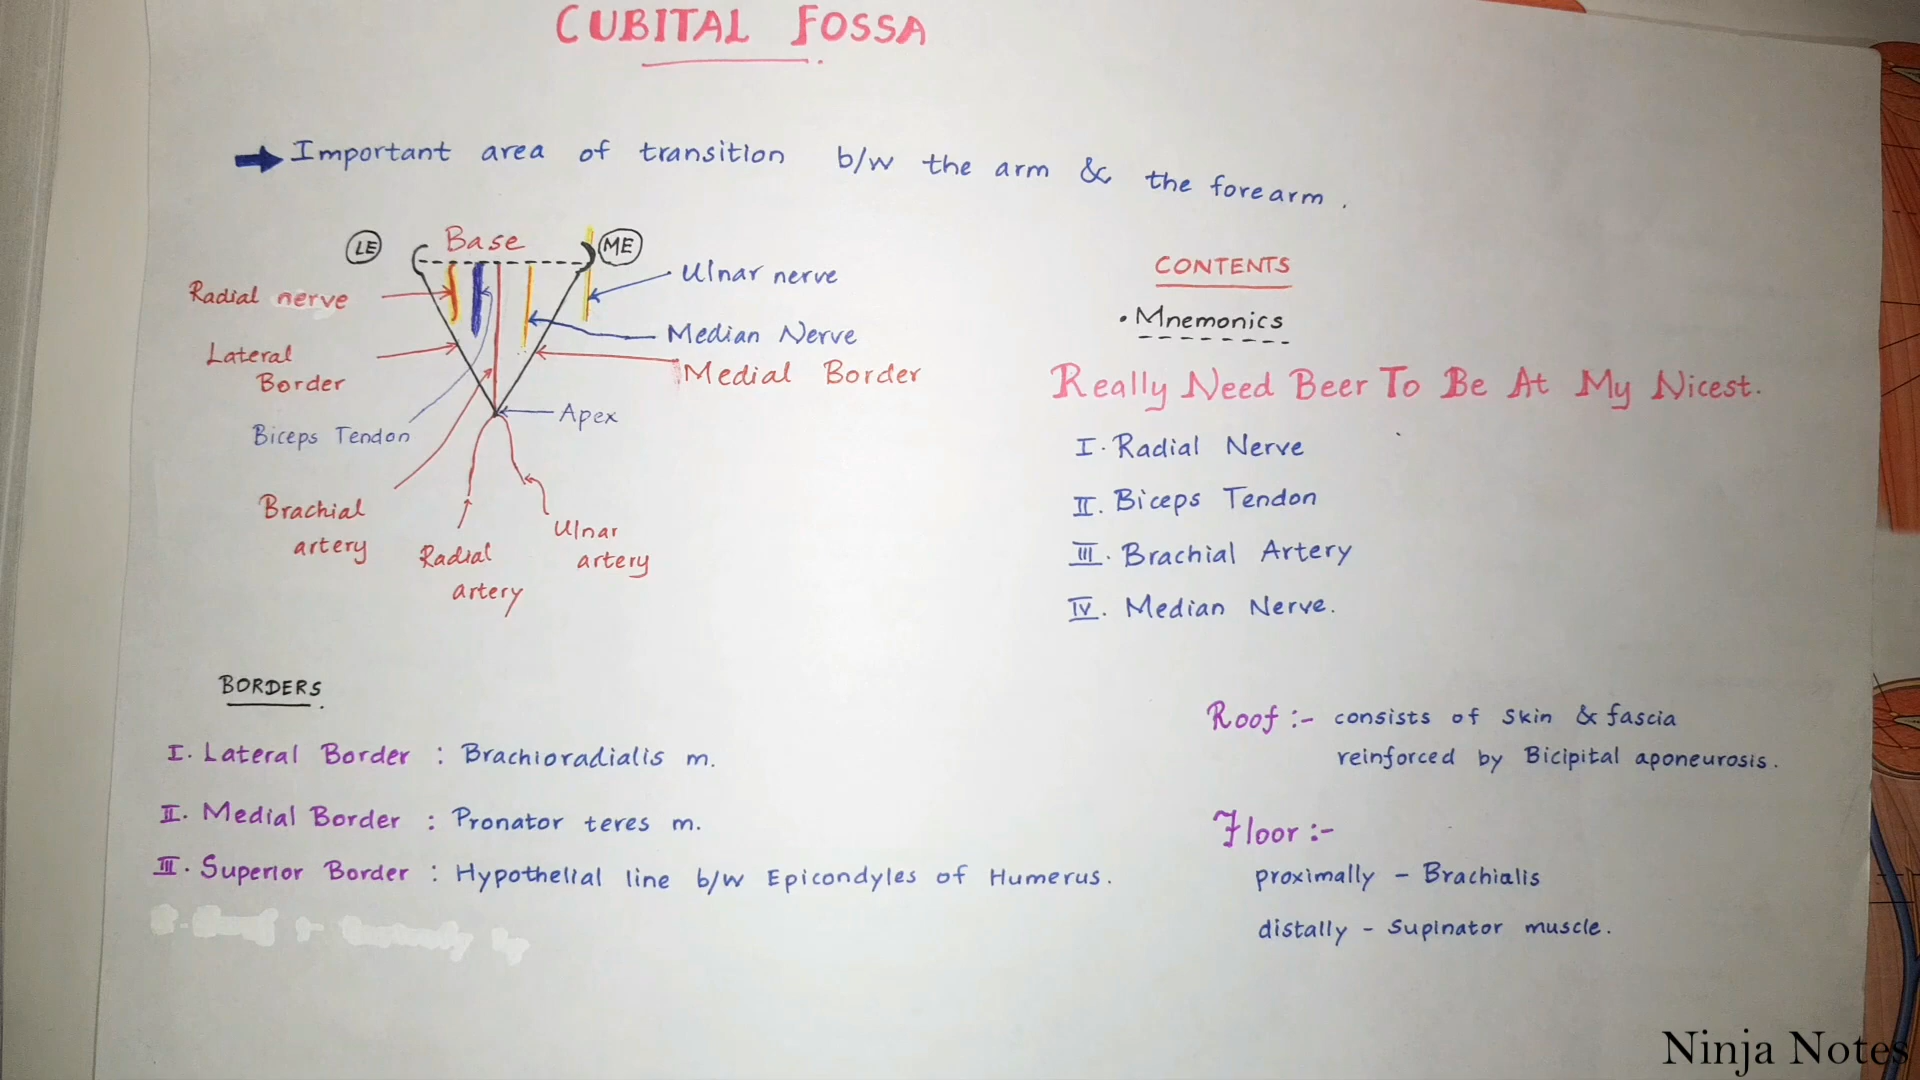 CUBITAL FOSSA
Important area of transition b/w the arm & the forearm.
LE
Base
ME
Radial nerve
Ulnar nerve
Median Nerve
Lateral
Border
Medial Border
Biceps Tendon
Apex
Brachial
artery
Radial
artery
Ulnar
artery
CONTENTS
• Mnemonics
Really Need Beer To Be At My Nicest.
I. Radial Nerve
II. Biceps Tendon
III. Brachial Artery
IV. Median Nerve.
BORDERS
I. Lateral Border : Brachioradialis m.
II. Medial Border : Pronator teres m.
III. Superior Border : Hypothelial line b/w Epicondyles of Humerus.
Roof :- consists of skin & fascia
reinforced by Bicipital aponeurosis.
Floor :-
proximally - Brachialis
distally - Supinator muscle.
Ninja Notes